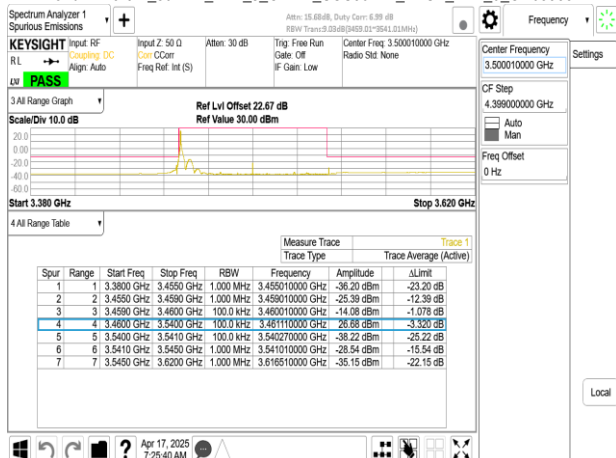 Spectrum Analyzer 1
Spurious Emissions
+
Attn: 15.68dB, Duty Corr: 6.99 dB
RBW Trans:9.03dB(3459.01~3541.01MHz)
Frequency
KEYSIGHT
RL
LXI PASS
Input: RF
Coupling: DC
Align: Auto
Input Z: 50 Ω
Corr CCorr
Freq Ref: Int (S)
Atten: 30 dB
Trig: Free Run
Gate: Off
IF Gain: Low
Center Freq: 3.500010000 GHz
Radio Std: None
Center Frequency
3.500010000 GHz
Settings
CF Step
4.399000000 GHz
Auto
Man
Freq Offset
0 Hz
3 All Range Graph
Scale/Div 10.0 dB
Ref Lvl Offset 22.67 dB
Ref Value 30.00 dBm
20.0
0.00
-20.0
-40.0
-60.0
Start 3.380 GHz Stop 3.620 GHz
4 All Range Table
Measure Trace Trace 1
Trace Type Trace Average (Active)
Spur Range Start Freq Stop Freq RBW Frequency Amplitude ΔLimit
1 1 3.3800 GHz 3.4550 GHz 1.000 MHz 3.455010000 GHz -36.20 dBm -23.20 dB
2 2 3.4550 GHz 3.4590 GHz 1.000 MHz 3.459010000 GHz -25.39 dBm -12.39 dB
3 3 3.4590 GHz 3.4600 GHz 100.0 kHz 3.460010000 GHz -14.08 dBm -1.078 dB
4 4 3.4600 GHz 3.5400 GHz 100.0 kHz 3.461110000 GHz 26.68 dBm -3.320 dB
5 5 3.5400 GHz 3.5410 GHz 100.0 kHz 3.540270000 GHz -38.22 dBm -25.22 dB
6 6 3.5410 GHz 3.5450 GHz 1.000 MHz 3.541010000 GHz -28.54 dBm -15.54 dB
7 7 3.5450 GHz 3.6200 GHz 1.000 MHz 3.616510000 GHz -35.15 dBm -22.15 dB
Local
?
Apr 17, 2025
7:25:40 AM